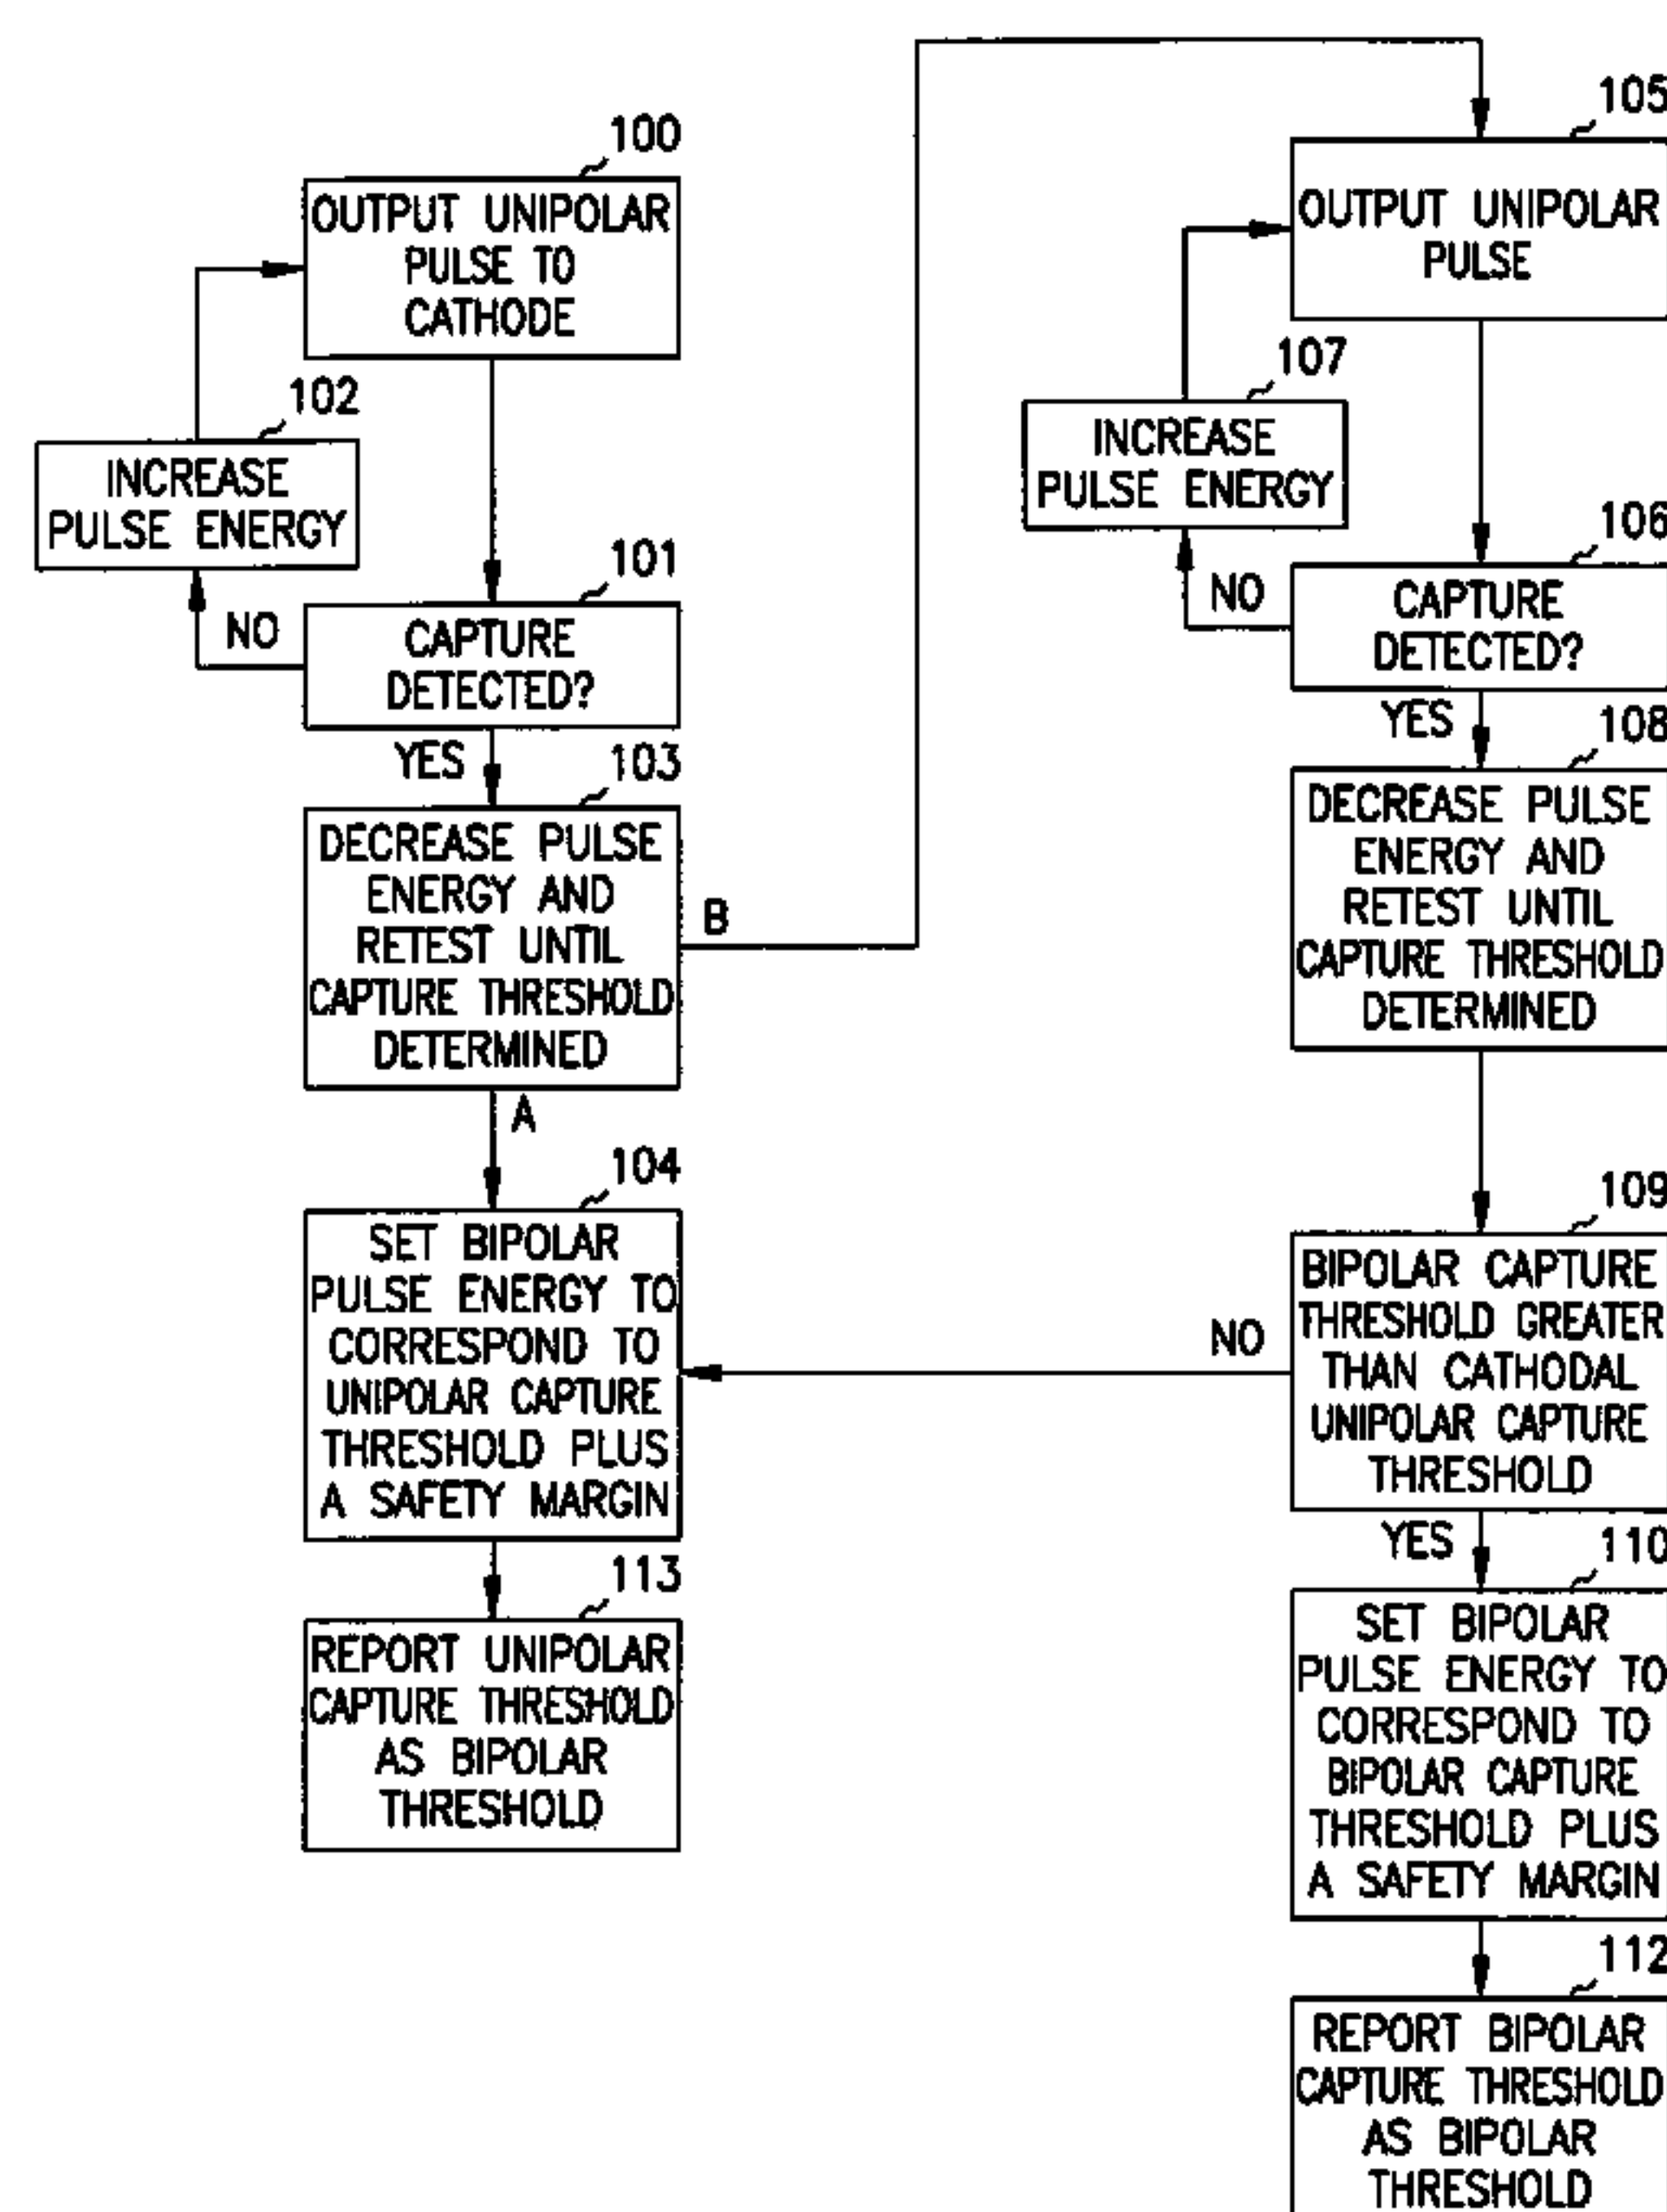 100
OUTPUT UNIPOLAR
PULSE TO
CATHODE
102
INCREASE
PULSE ENERGY
NO
101
CAPTURE
DETECTED?
YES
103
DECREASE PULSE
ENERGY AND
RETEST UNTIL
CAPTURE THRESHOLD
DETERMINED
B
A
104
SET BIPOLAR
PULSE ENERGY TO
CORRESPOND TO
UNIPOLAR CAPTURE
THRESHOLD PLUS
A SAFETY MARGIN
113
REPORT UNIPOLAR
CAPTURE THRESHOLD
AS BIPOLAR
THRESHOLD
105
OUTPUT UNIPOLAR
PULSE
107
INCREASE
PULSE ENERGY
NO
106
CAPTURE
DETECTED?
YES
108
DECREASE PULSE
ENERGY AND
RETEST UNTIL
CAPTURE THRESHOLD
DETERMINED
109
BIPOLAR CAPTURE
THRESHOLD GREATER
THAN CATHODAL
UNIPOLAR CAPTURE
THRESHOLD
NO
YES
110
SET BIPOLAR
PULSE ENERGY TO
CORRESPOND TO
BIPOLAR CAPTURE
THRESHOLD PLUS
A SAFETY MARGIN
112
REPORT BIPOLAR
CAPTURE THRESHOLD
AS BIPOLAR
THRESHOLD